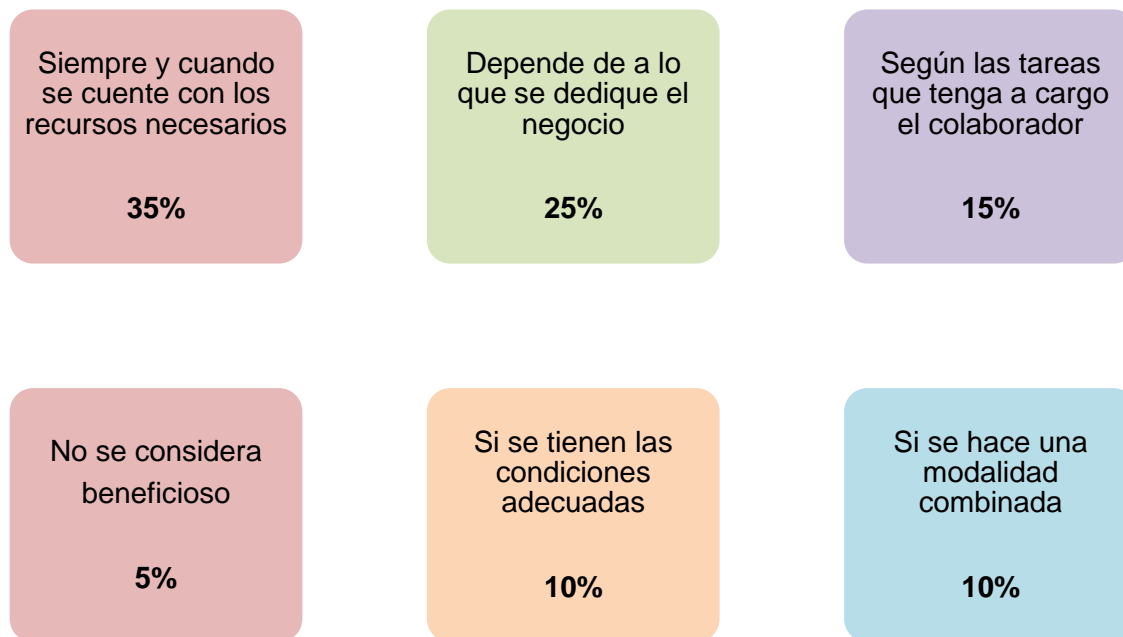 Siempre y cuando
se cuente con los
recursos necesarios
35%
Depende de a lo
que se dedique el
negocio
25%
Según las tareas
que tenga a cargo
el colaborador
15%
No se considera
beneficioso
5%
Si se tienen las
condiciones
adecuadas
10%
Si se hace una
modalidad
combinada
10%